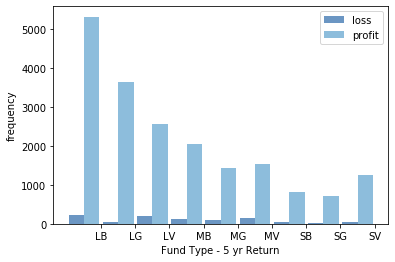 loss
profit
5000
4000
3000
2000
1000
0
frequency
LB LG LV MB MG MV SB SG SV
Fund Type - 5 yr Return